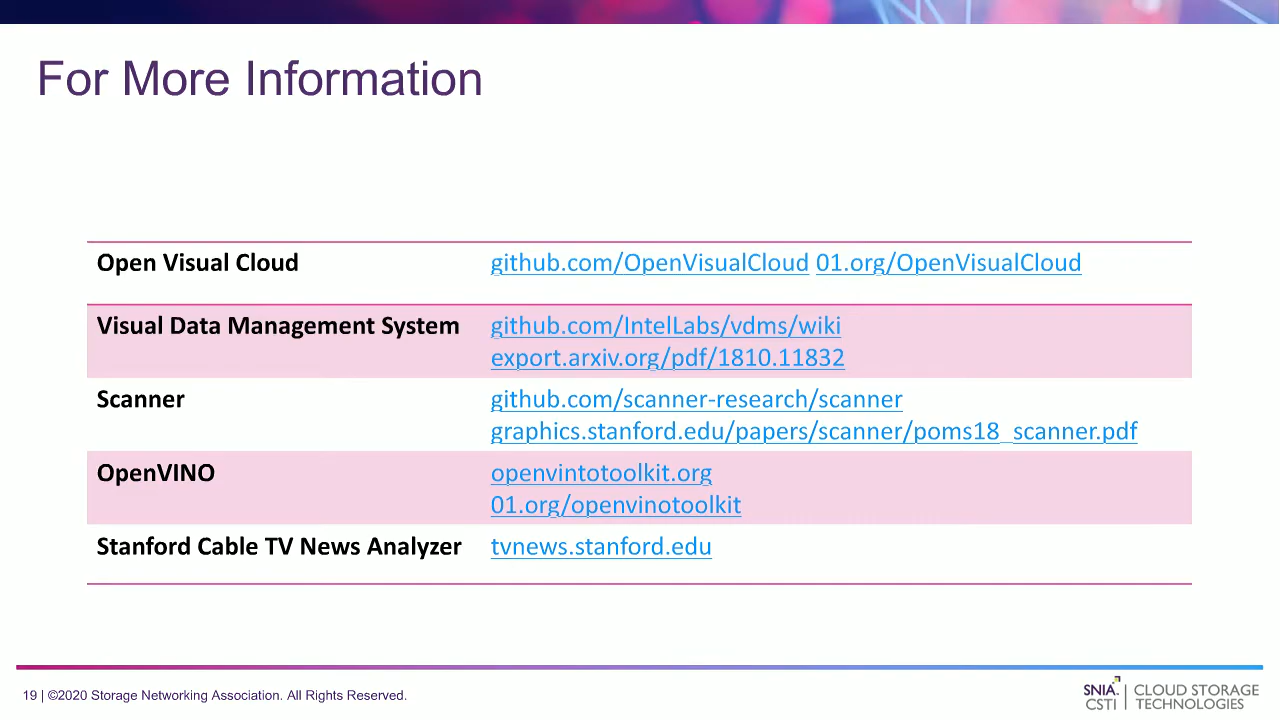 For More Information
Open Visual Cloud github.com/OpenVisualCloud 01.org/OpenVisualCloud
Visual Data Management System github.com/IntelLabs/vdms/wiki
export.arxiv.org/pdf/1810.11832
Scanner github.com/scanner-research/scanner
graphics.stanford.edu/papers/scanner/poms18_scanner.pdf
OpenVINO openvintotoolkit.org
01.org/openvinotoolkit
Stanford Cable TV News Analyzer tvnews.stanford.edu
19 | ©2020 Storage Networking Association. All Rights Reserved.
SNIA. | CLOUD STORAGE
CSTI | TECHNOLOGIES